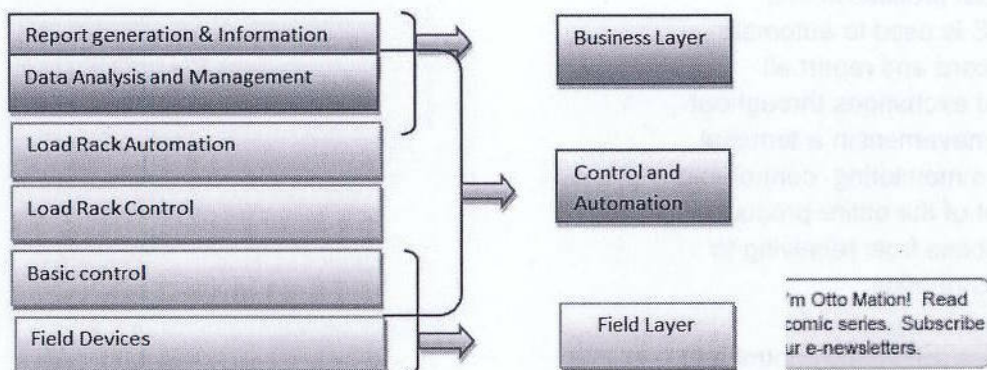 Report generation & Information
Data Analysis and Management
Load Rack Automation
Load Rack Control
Basic control
Field Devices
Business Layer
Control and
Automation
Field Layer
'm Otto Mation! Read
comic series. Subscribe
ur e-newsletters.